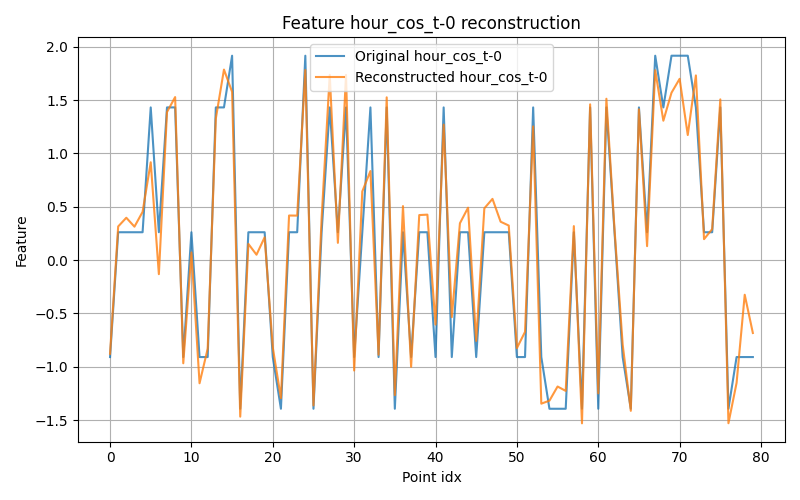 Feature hour_cos_t-0 reconstruction
Original hour_cos_t-0
Reconstructed hour_cos_t-0
Feature
2.0
1.5
1.0
0.5
0.0
−0.5
−1.0
−1.5
0 10 20 30 40 50 60 70 80
Point idx